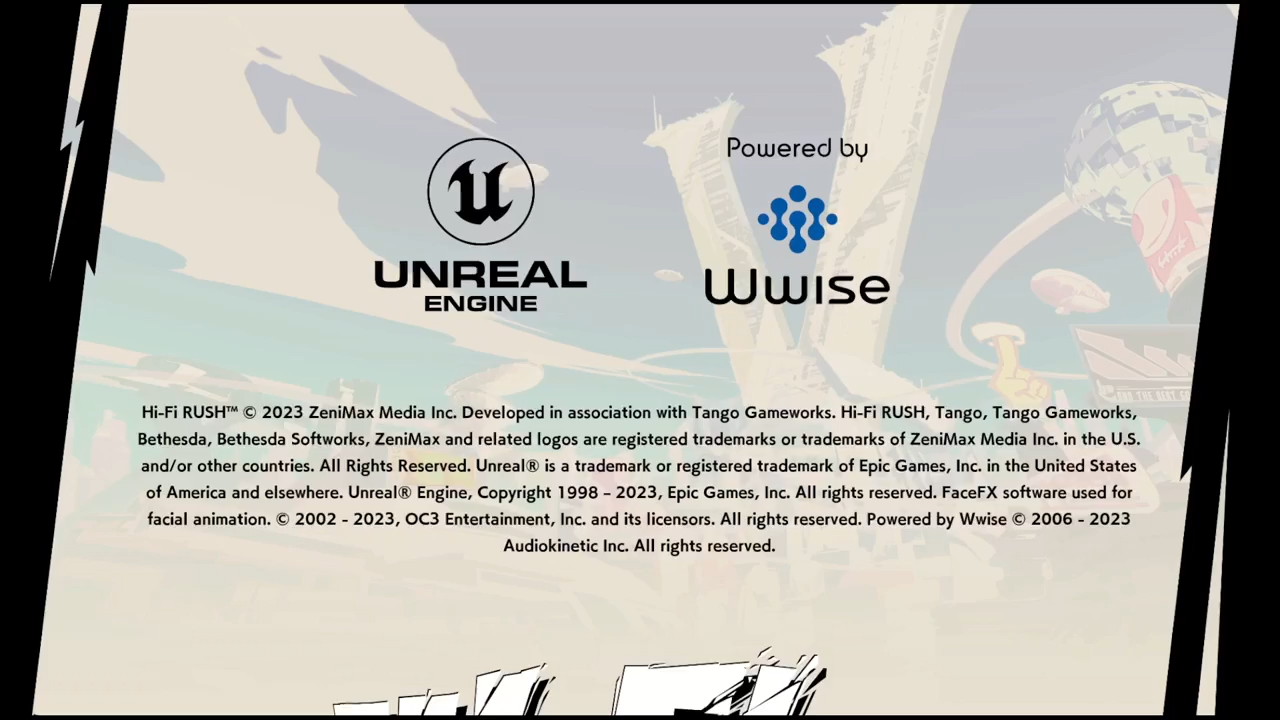 Powered by
UNREAL
ENGINE
Wwise
Hi-Fi RUSH™ © 2023 ZeniMax Media Inc. Developed in association with Tango Gameworks. Hi-Fi RUSH, Tango, Tango Gameworks,
Bethesda, Bethesda Softworks, ZeniMax and related logos are registered trademarks or trademarks of ZeniMax Media Inc. in the U.S.
and/or other countries. All Rights Reserved. Unreal® is a trademark or registered trademark of Epic Games, Inc. in the United States
of America and elsewhere. Unreal® Engine, Copyright 1998 – 2023, Epic Games, Inc. All rights reserved. FaceFX software used for
facial animation. © 2002 - 2023, OC3 Entertainment, Inc. and its licensors. All rights reserved. Powered by Wwise © 2006 - 2023
Audiokinetic Inc. All rights reserved.